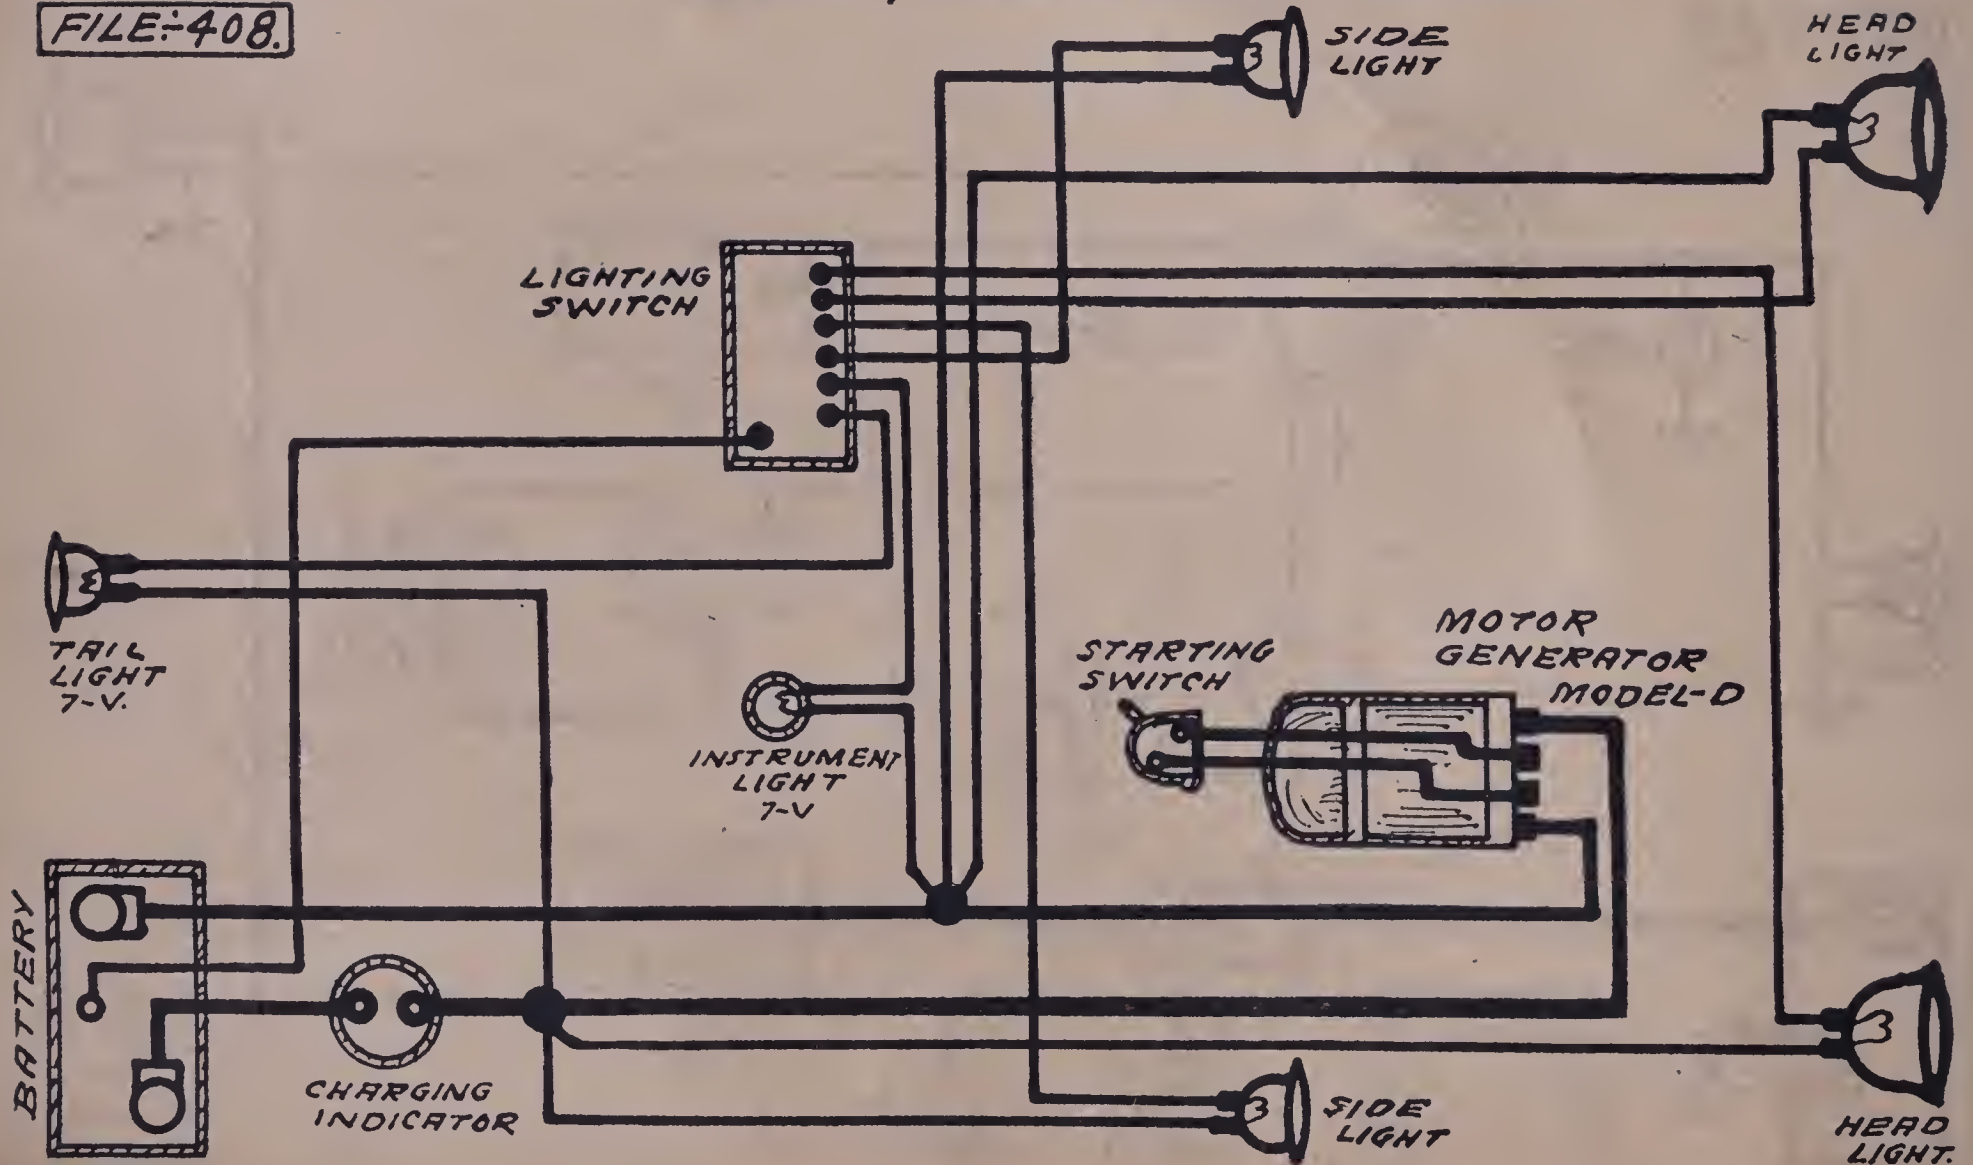 FILE:-408.
SIDE
LIGHT
HEAD
LIGHT
LIGHTING
SWITCH
TAIL
LIGHT
7-V.
INSTRUMENT
LIGHT
7-V
STARTING
SWITCH
MOTOR
GENERATOR
MODEL-D
BATTERY
CHARGING
INDICATOR
SIDE
LIGHT
HEAD
LIGHT.